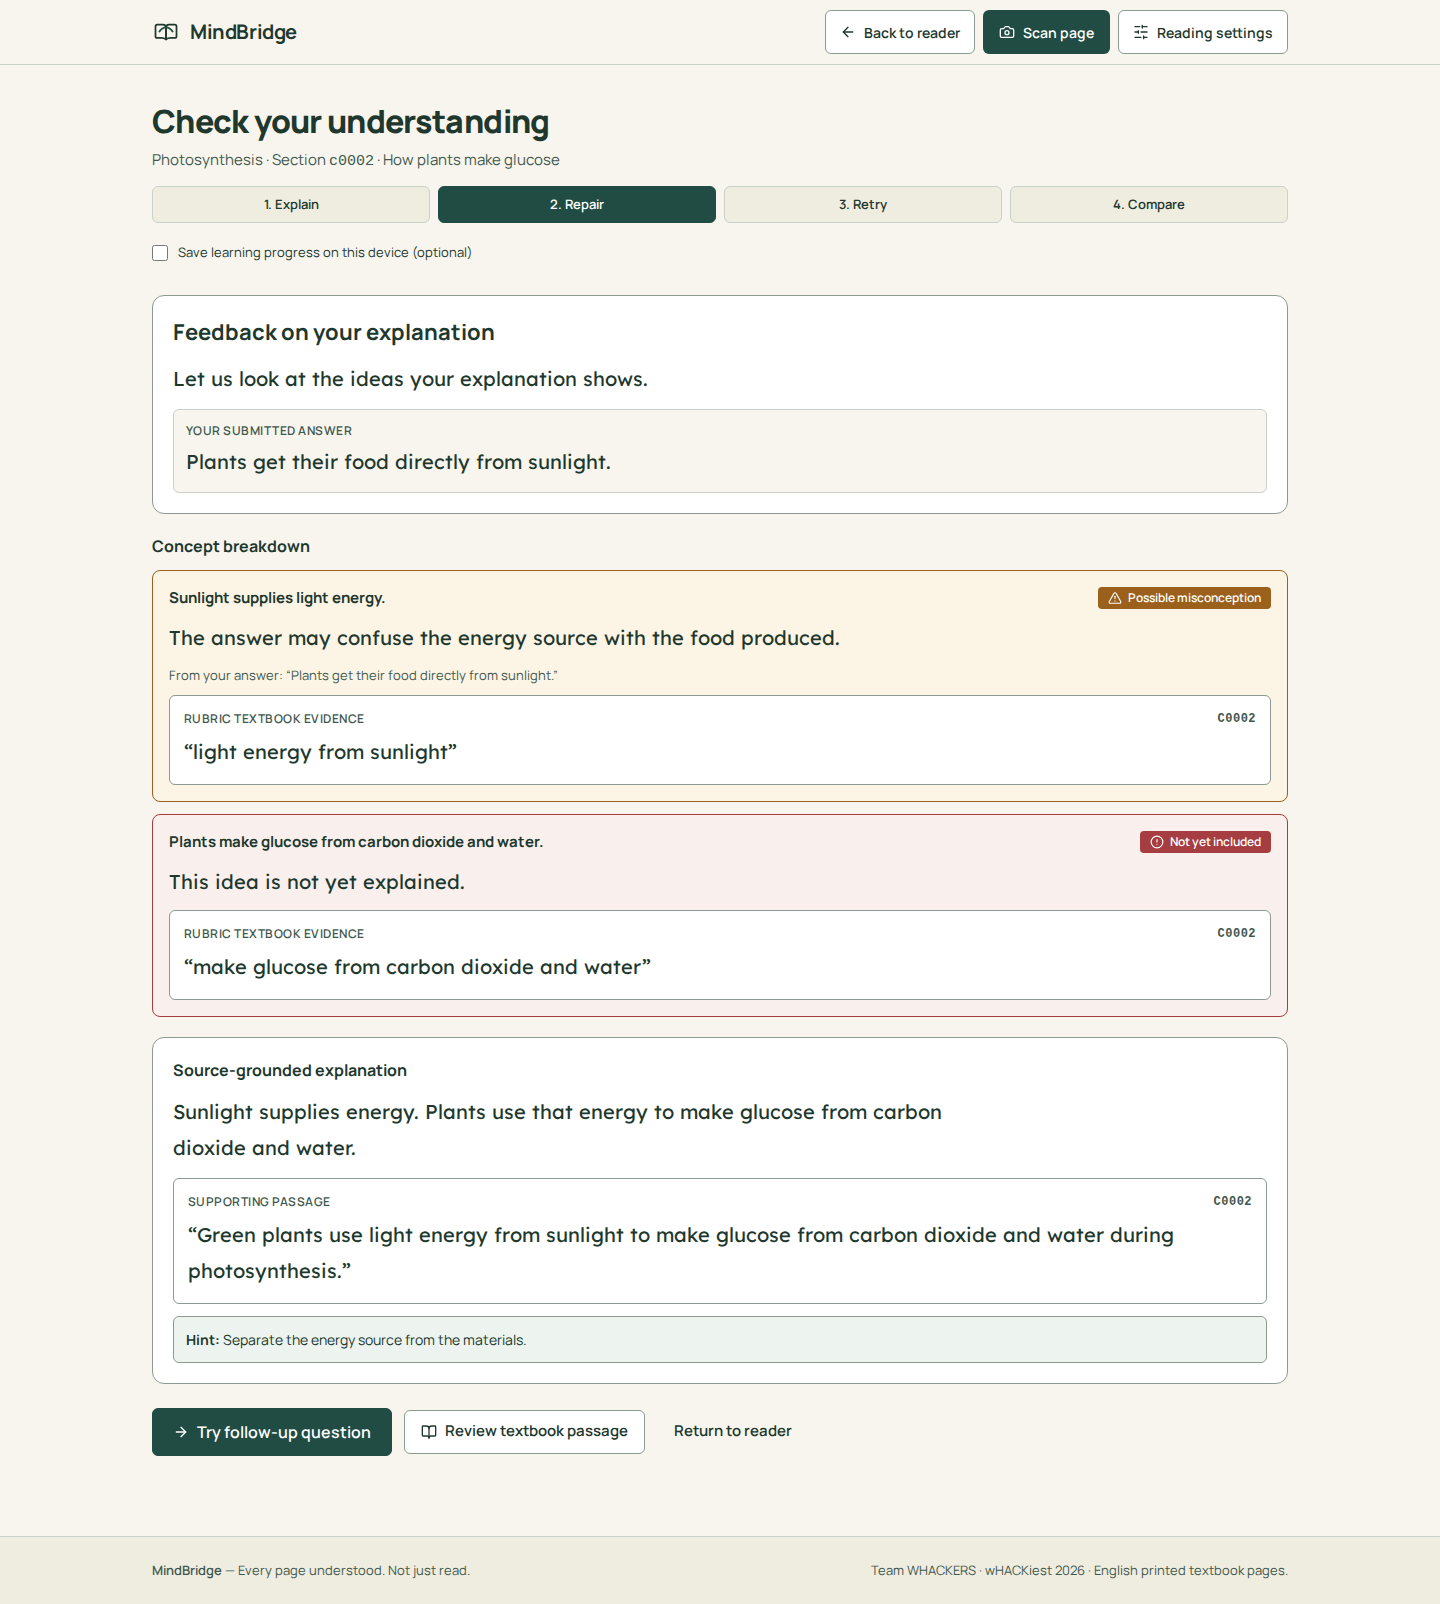 MindBridge
Back to reader
Scan page
Reading settings
Check your understanding
Photosynthesis · Section c0002 · How plants make glucose
1. Explain
2. Repair
3. Retry
4. Compare
Save learning progress on this device (optional)
Feedback on your explanation
Let us look at the ideas your explanation shows.
YOUR SUBMITTED ANSWER
Plants get their food directly from sunlight.
Concept breakdown
Sunlight supplies light energy.
Possible misconception
The answer may confuse the energy source with the food produced.
From your answer: “Plants get their food directly from sunlight.”
RUBRIC TEXTBOOK EVIDENCE
C0002
“light energy from sunlight”
Plants make glucose from carbon dioxide and water.
Not yet included
This idea is not yet explained.
RUBRIC TEXTBOOK EVIDENCE
C0002
“make glucose from carbon dioxide and water”
Source-grounded explanation
Sunlight supplies energy. Plants use that energy to make glucose from carbon
dioxide and water.
SUPPORTING PASSAGE
C0002
“Green plants use light energy from sunlight to make glucose from carbon dioxide and water during
photosynthesis.”
Hint: Separate the energy source from the materials.
Try follow-up question
Review textbook passage
Return to reader
MindBridge — Every page understood. Not just read.
Team WHACKERS · wHACKiest 2026 · English printed textbook pages.